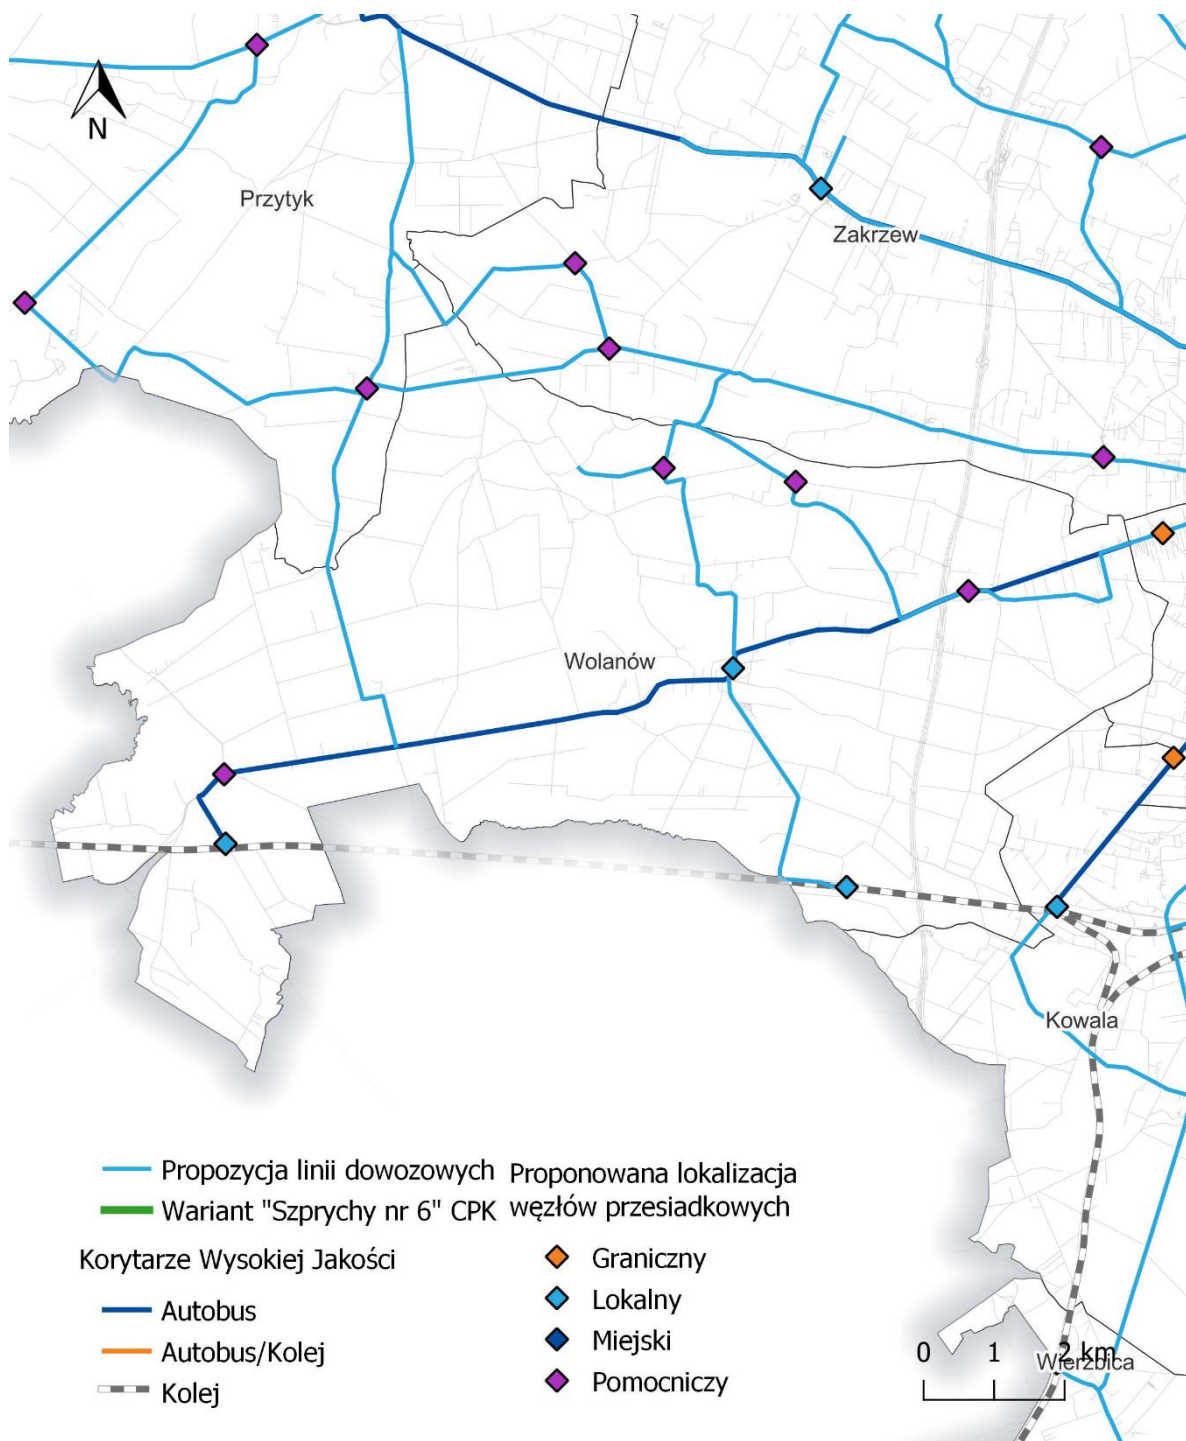 N
Przytyk
Zakrzew
Wolanów
Kowala
Wierzbica
Propozycja linii dowozowych
Wariant "Szprychy nr 6" CPK
Korytarze Wysokiej Jakości
Autobus
Autobus/Kolej
Kolej
Proponowana lokalizacja
węzłów przesiadkowych
Graniczny
Lokalny
Miejski
Pomocniczy
0 1 2 km